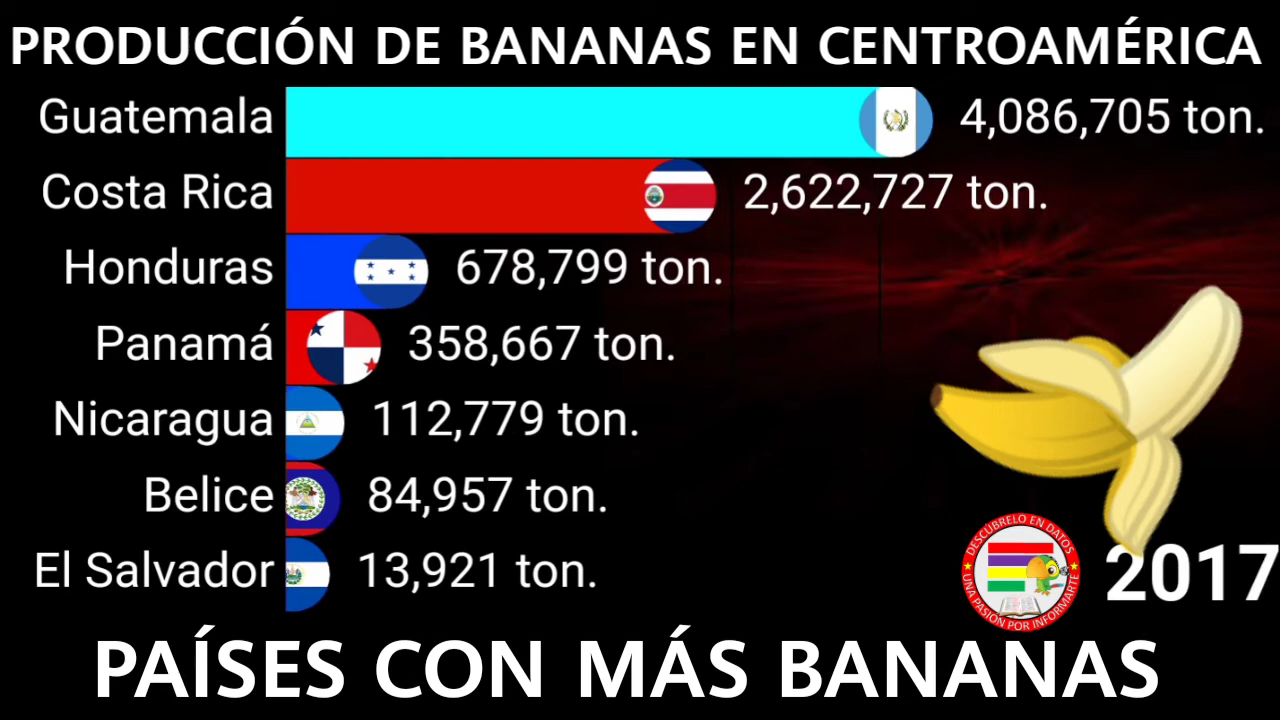 PRODUCCIÓN DE BANANAS EN CENTROAMÉRICA
Guatemala 4,086,705 ton.
Costa Rica 2,622,727 ton.
Honduras 678,799 ton.
Panamá 358,667 ton.
Nicaragua 112,779 ton.
Belice 84,957 ton.
El Salvador 13,921 ton.
DESCÚBRELO EN DATOS
UNA PASIÓN POR INFORMARTE
2017
PAÍSES CON MÁS BANANAS